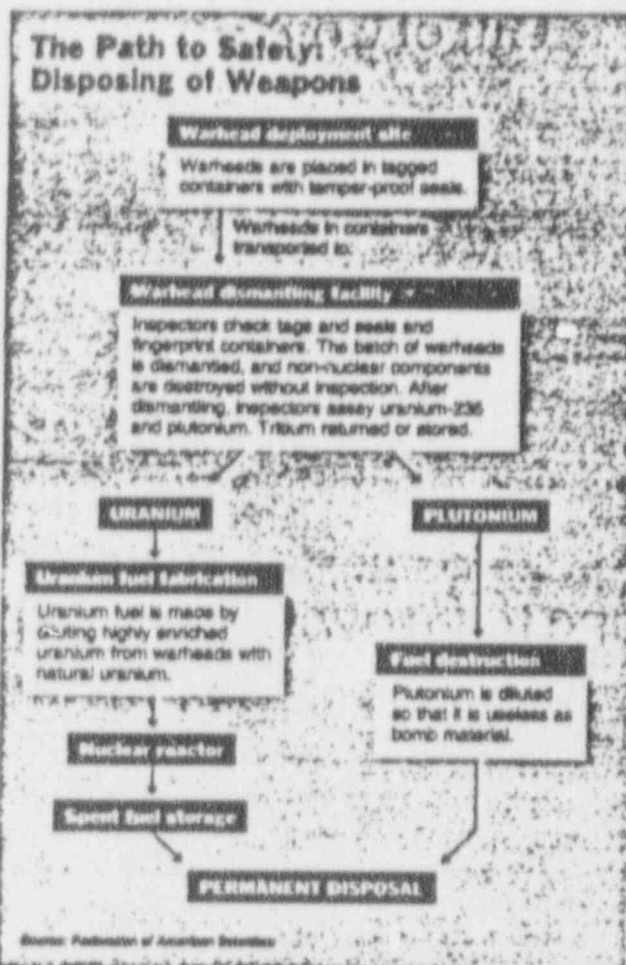 The Path to Safety:
Disposing of Weapons
Warhead deployment site
Warheads are placed in tagged
containers with tamper-proof seals.
Warheads in containers
transported to:
Warhead dismantling facility
Inspectors check tags and seals and
fingerprint containers. The batch of warheads
is dismantled, and non-nuclear components
are destroyed without inspection. After
dismantling, inspectors assay uranium-235
and plutonium. Tritium returned or stored.
URANIUM
PLUTONIUM
Uranium fuel fabrication
Uranium fuel is made by
diluting highly enriched
uranium from warheads with
natural uranium.
Fuel destruction
Plutonium is diluted
so that it is useless as
bomb material.
Nuclear reactor
Spent fuel storage
PERMANENT DISPOSAL
Source: Federation of American Scientists